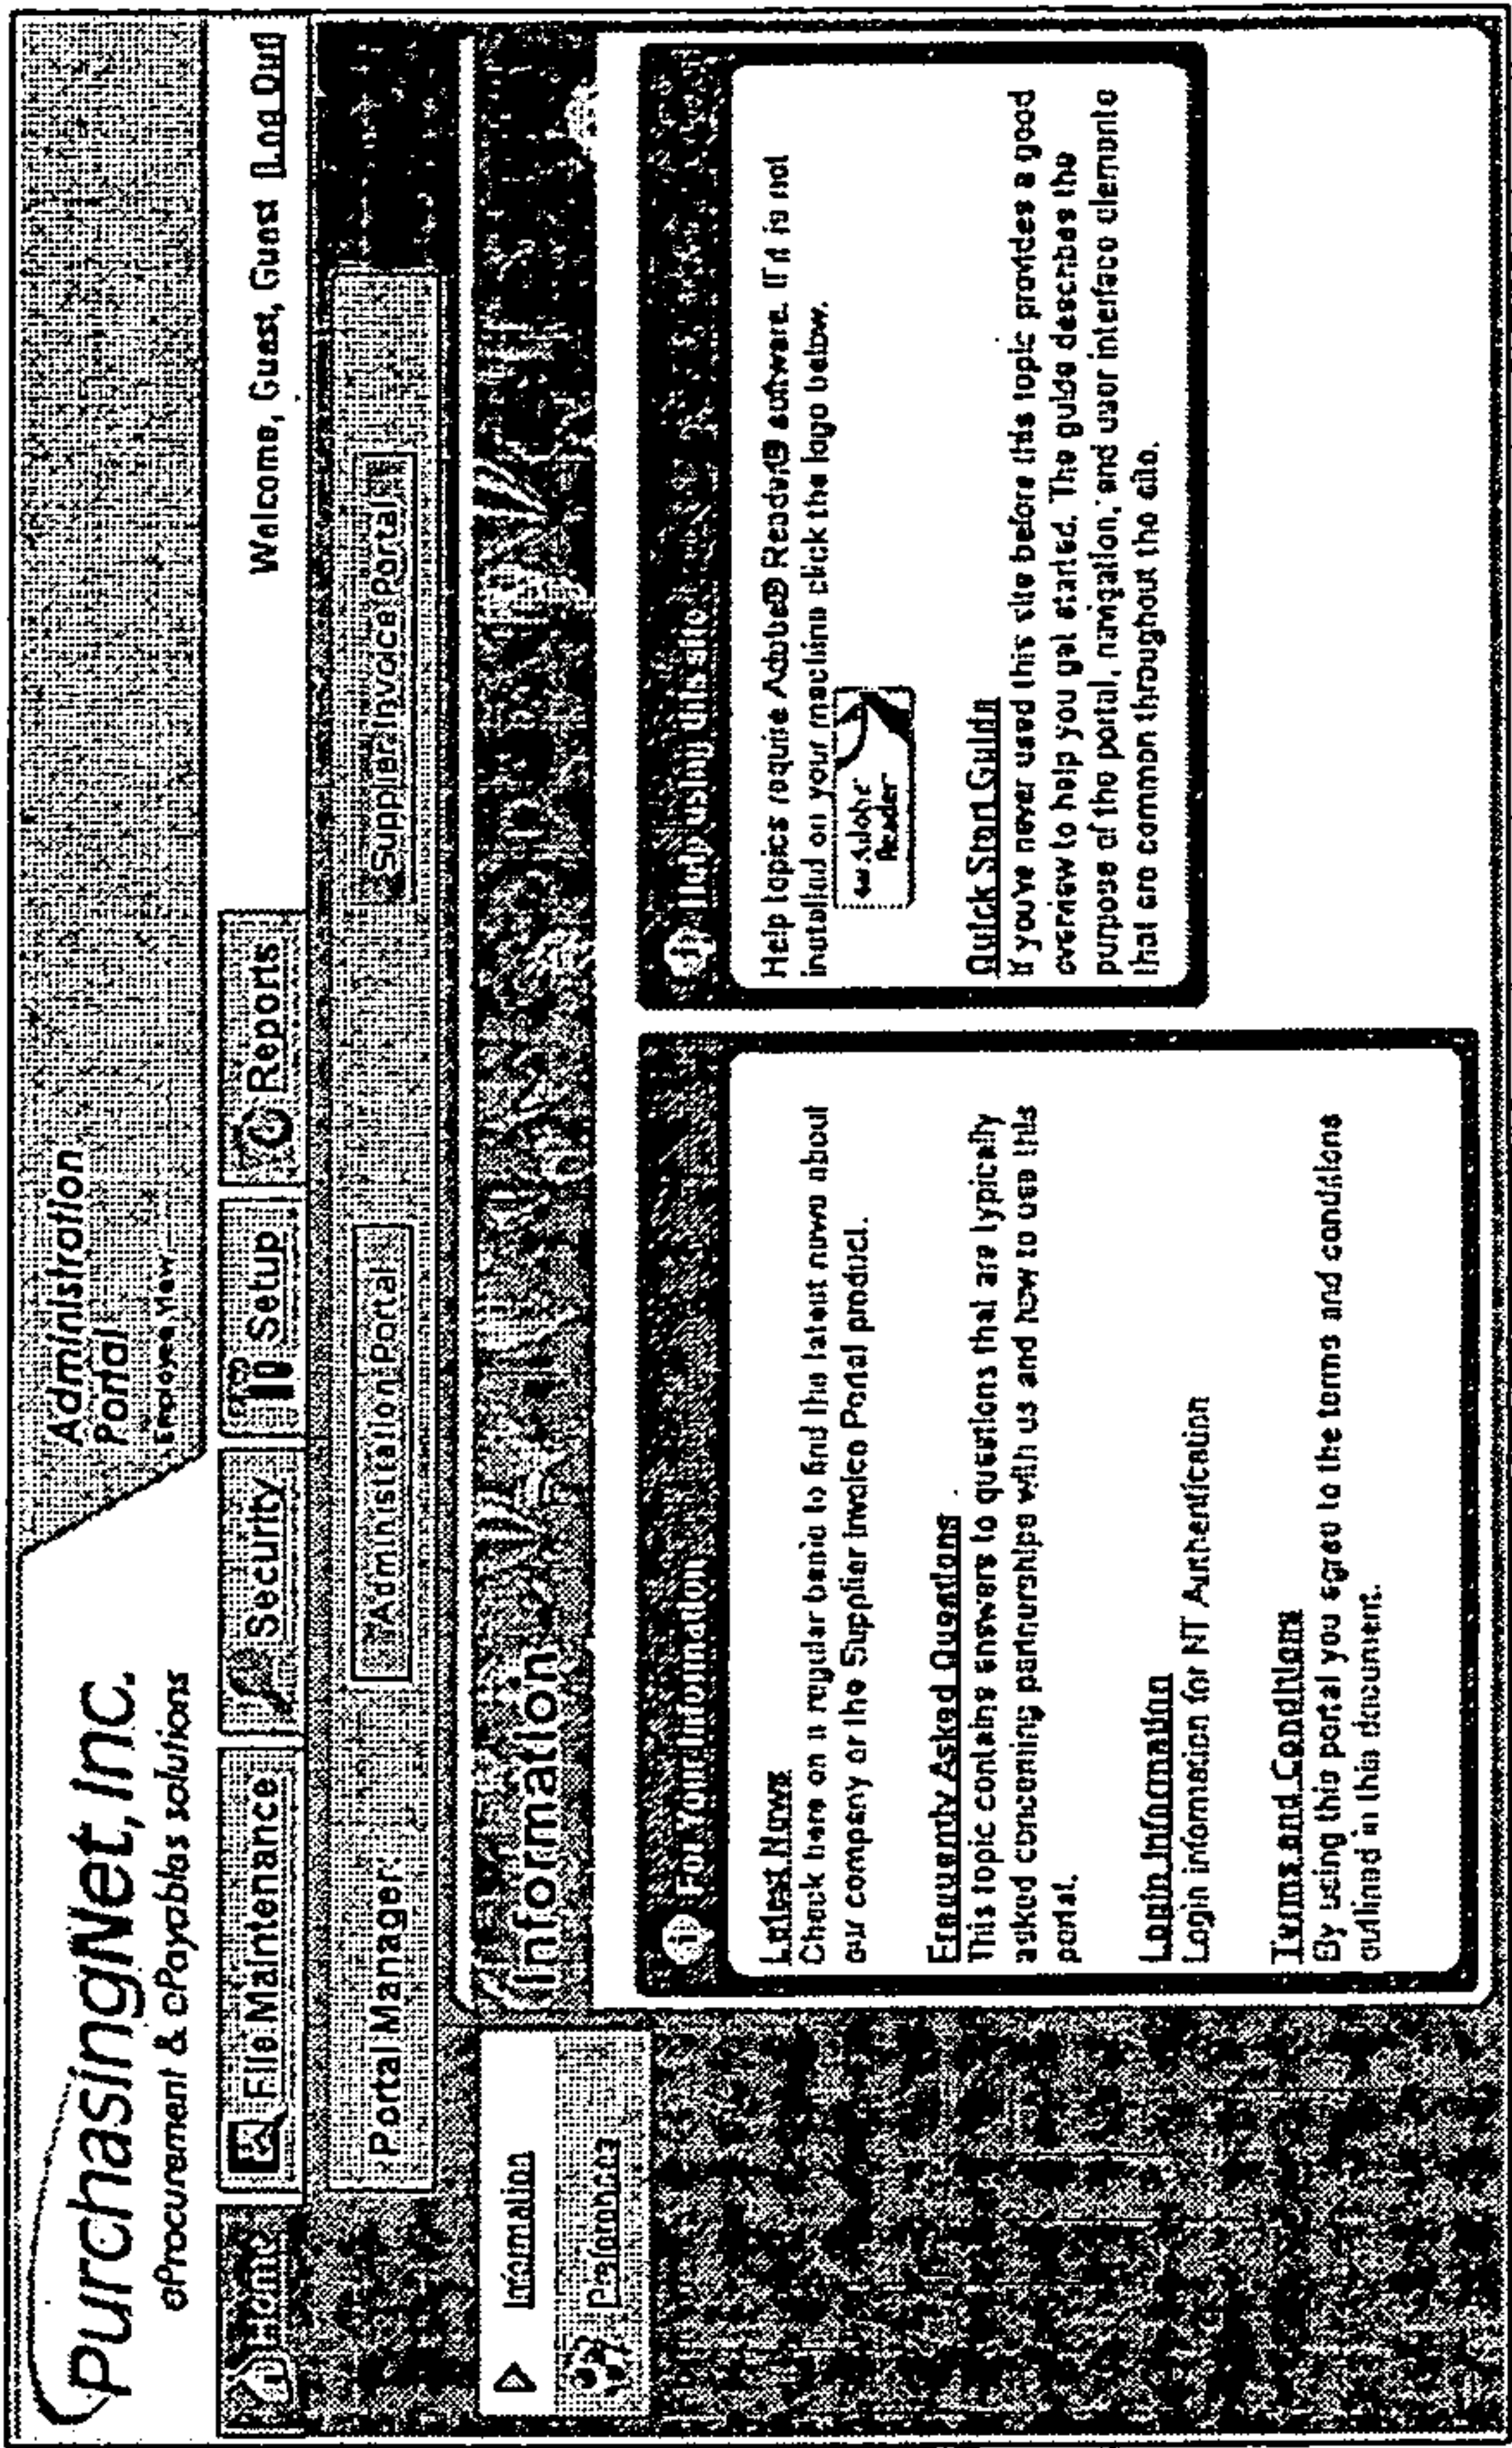 PurchasingNet, Inc.
eProcurement & ePayables solutions
Administration
Portal
Employee View
Home
File Maintenance
Security
Setup
Reports
Welcome, Guest, Guest [Log Out]
Portal Manager:
Administration Portal
Supplier Invoice Portal
Information
Preferences
Information
For Your Information
Latest News
Check here on a regular basis to find the latest news about
our company or the Supplier Invoice Portal product.
Frequently Asked Questions
This topic contains answers to questions that are typically
asked concerning partnerships with us and how to use this
portal.
Login Information
Login information for NT Authentication
Terms and Conditions
By using this portal you agree to the terms and conditions
outlined in this document.
Help using this site
Help topics require Adobe® Reader® software. If it is not
installed on your machine click the logo below.
Get Adobe
Reader
Quick Start Guide
If you've never used this site before this topic provides a good
overview to help you get started. The guide describes the
purpose of the portal, navigation, and user interface elements
that are common throughout the site.